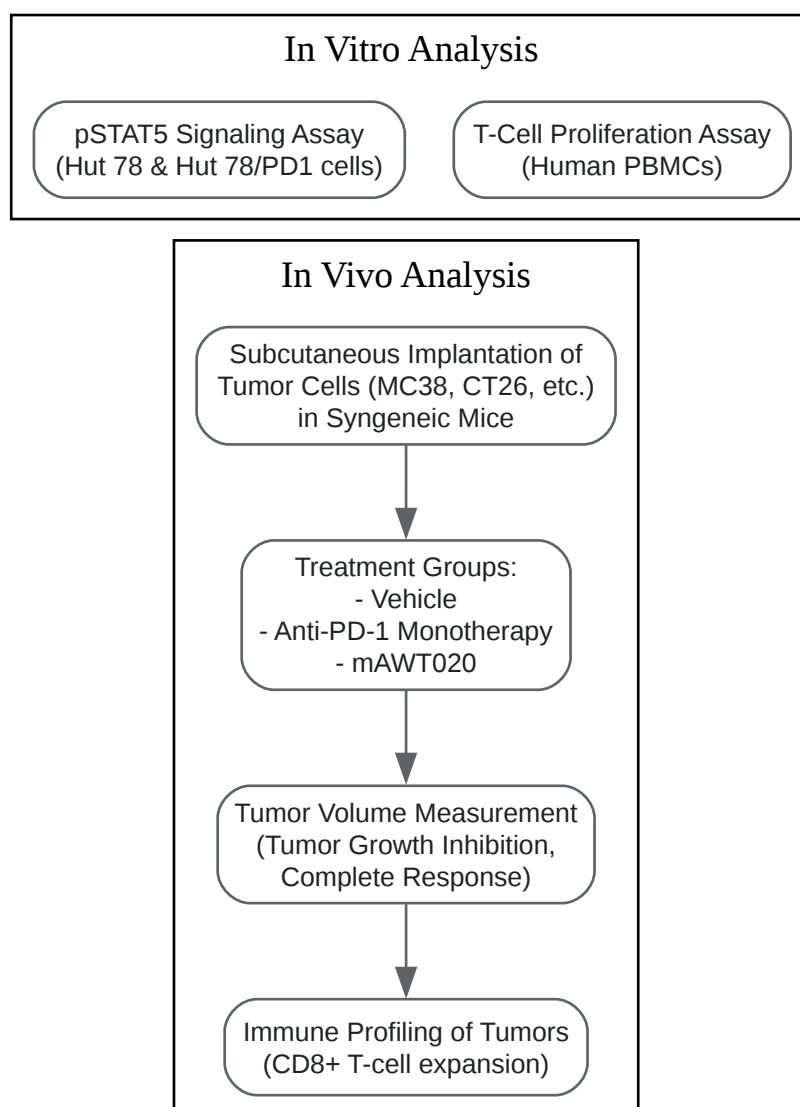 In Vitro Analysis
pSTAT5 Signaling Assay
(Hut 78 & Hut 78/PD1 cells)
T-Cell Proliferation Assay
(Human PBMCs)
In Vivo Analysis
Subcutaneous Implantation of
Tumor Cells (MC38, CT26, etc.)
in Syngeneic Mice
Treatment Groups:
- Vehicle
- Anti-PD-1 Monotherapy
- mAWT020
Tumor Volume Measurement
(Tumor Growth Inhibition,
Complete Response)
Immune Profiling of Tumors
(CD8+ T-cell expansion)